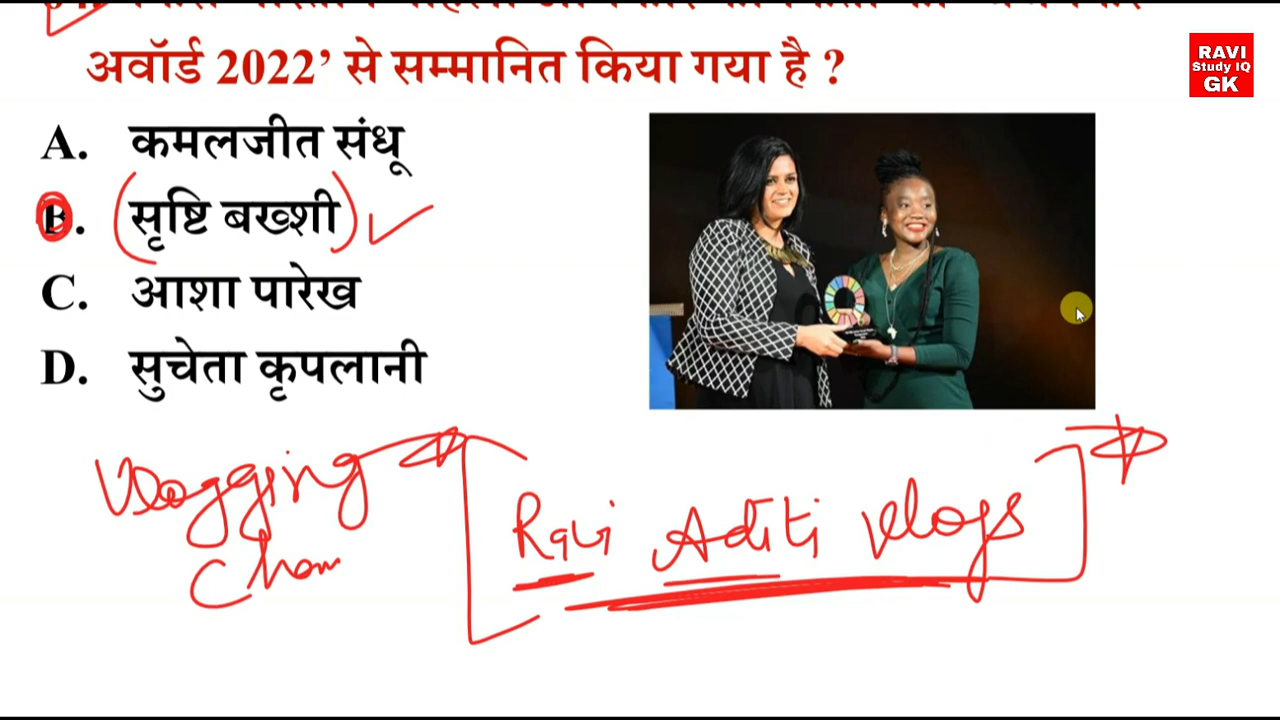 अवॉर्ड 2022’ से सम्मानित किया गया है ?
RAVI
Study IQ
GK
A. कमलजीत संधू
B. (सृष्टि बख्शी)
C. आशा पारेख
D. सुचेता कृपलानी
Vlogging
Ravi Aditi Vlogs